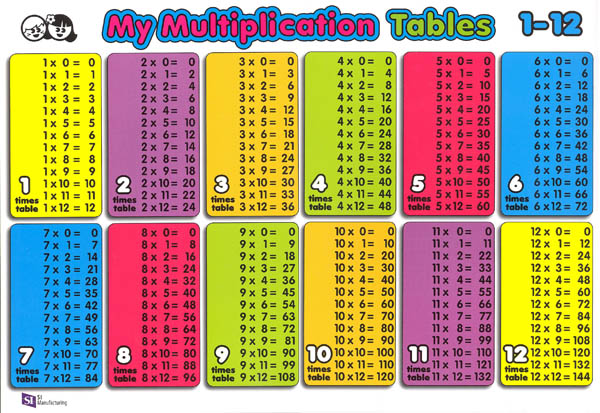 My Multiplication Tables 1-12
1 x 0 = 0
1 x 1 = 1
1 x 2 = 2
1 x 3 = 3
1 x 4 = 4
1 x 5 = 5
1 x 6 = 6
1 x 7 = 7
1 x 8 = 8
1 x 9 = 9
1 x 10 = 10
1 x 11 = 11
1 x 12 = 12
1
times
table
2 x 0 = 0
2 x 1 = 2
2 x 2 = 4
2 x 3 = 6
2 x 4 = 8
2 x 5 = 10
2 x 6 = 12
2 x 7 = 14
2 x 8 = 16
2 x 9 = 18
2 x 10 = 20
2 x 11 = 22
2 x 12 = 24
2
times
table
3 x 0 = 0
3 x 1 = 3
3 x 2 = 6
3 x 3 = 9
3 x 4 = 12
3 x 5 = 15
3 x 6 = 18
3 x 7 = 21
3 x 8 = 24
3 x 9 = 27
3 x 10 = 30
3 x 11 = 33
3 x 12 = 36
3
times
table
4 x 0 = 0
4 x 1 = 4
4 x 2 = 8
4 x 3 = 12
4 x 4 = 16
4 x 5 = 20
4 x 6 = 24
4 x 7 = 28
4 x 8 = 32
4 x 9 = 36
4 x 10 = 40
4 x 11 = 44
4 x 12 = 48
4
times
table
5 x 0 = 0
5 x 1 = 5
5 x 2 = 10
5 x 3 = 15
5 x 4 = 20
5 x 5 = 25
5 x 6 = 30
5 x 7 = 35
5 x 8 = 40
5 x 9 = 45
5 x 10 = 50
5 x 11 = 55
5 x 12 = 60
5
times
table
6 x 0 = 0
6 x 1 = 6
6 x 2 = 12
6 x 3 = 18
6 x 4 = 24
6 x 5 = 30
6 x 6 = 36
6 x 7 = 42
6 x 8 = 48
6 x 9 = 54
6 x 10 = 60
6 x 11 = 66
6 x 12 = 72
6
times
table
7 x 0 = 0
7 x 1 = 7
7 x 2 = 14
7 x 3 = 21
7 x 4 = 28
7 x 5 = 35
7 x 6 = 42
7 x 7 = 49
7 x 8 = 56
7 x 9 = 63
7 x 10 = 70
7 x 11 = 77
7 x 12 = 84
7
times
table
8 x 0 = 0
8 x 1 = 8
8 x 2 = 16
8 x 3 = 24
8 x 4 = 32
8 x 5 = 40
8 x 6 = 48
8 x 7 = 56
8 x 8 = 64
8 x 9 = 72
8 x 10 = 80
8 x 11 = 88
8 x 12 = 96
8
times
table
9 x 0 = 0
9 x 1 = 9
9 x 2 = 18
9 x 3 = 27
9 x 4 = 36
9 x 5 = 45
9 x 6 = 54
9 x 7 = 63
9 x 8 = 72
9 x 9 = 81
9 x 10 = 90
9 x 11 = 99
9 x 12 = 108
9
times
table
10 x 0 = 0
10 x 1 = 10
10 x 2 = 20
10 x 3 = 30
10 x 4 = 40
10 x 5 = 50
10 x 6 = 60
10 x 7 = 70
10 x 8 = 80
10 x 9 = 90
10 x 10 = 100
10 x 11 = 110
10 x 12 = 120
10
times
table
11 x 0 = 0
11 x 1 = 11
11 x 2 = 22
11 x 3 = 33
11 x 4 = 44
11 x 5 = 55
11 x 6 = 66
11 x 7 = 77
11 x 8 = 88
11 x 9 = 99
11 x 10 = 110
11 x 11 = 121
11 x 12 = 132
11
times
table
12 x 0 = 0
12 x 1 = 12
12 x 2 = 24
12 x 3 = 36
12 x 4 = 48
12 x 5 = 60
12 x 6 = 72
12 x 7 = 84
12 x 8 = 96
12 x 9 = 108
12 x 10 = 120
12 x 11 = 132
12 x 12 = 144
12
times
table
SI SI
Manufacturing